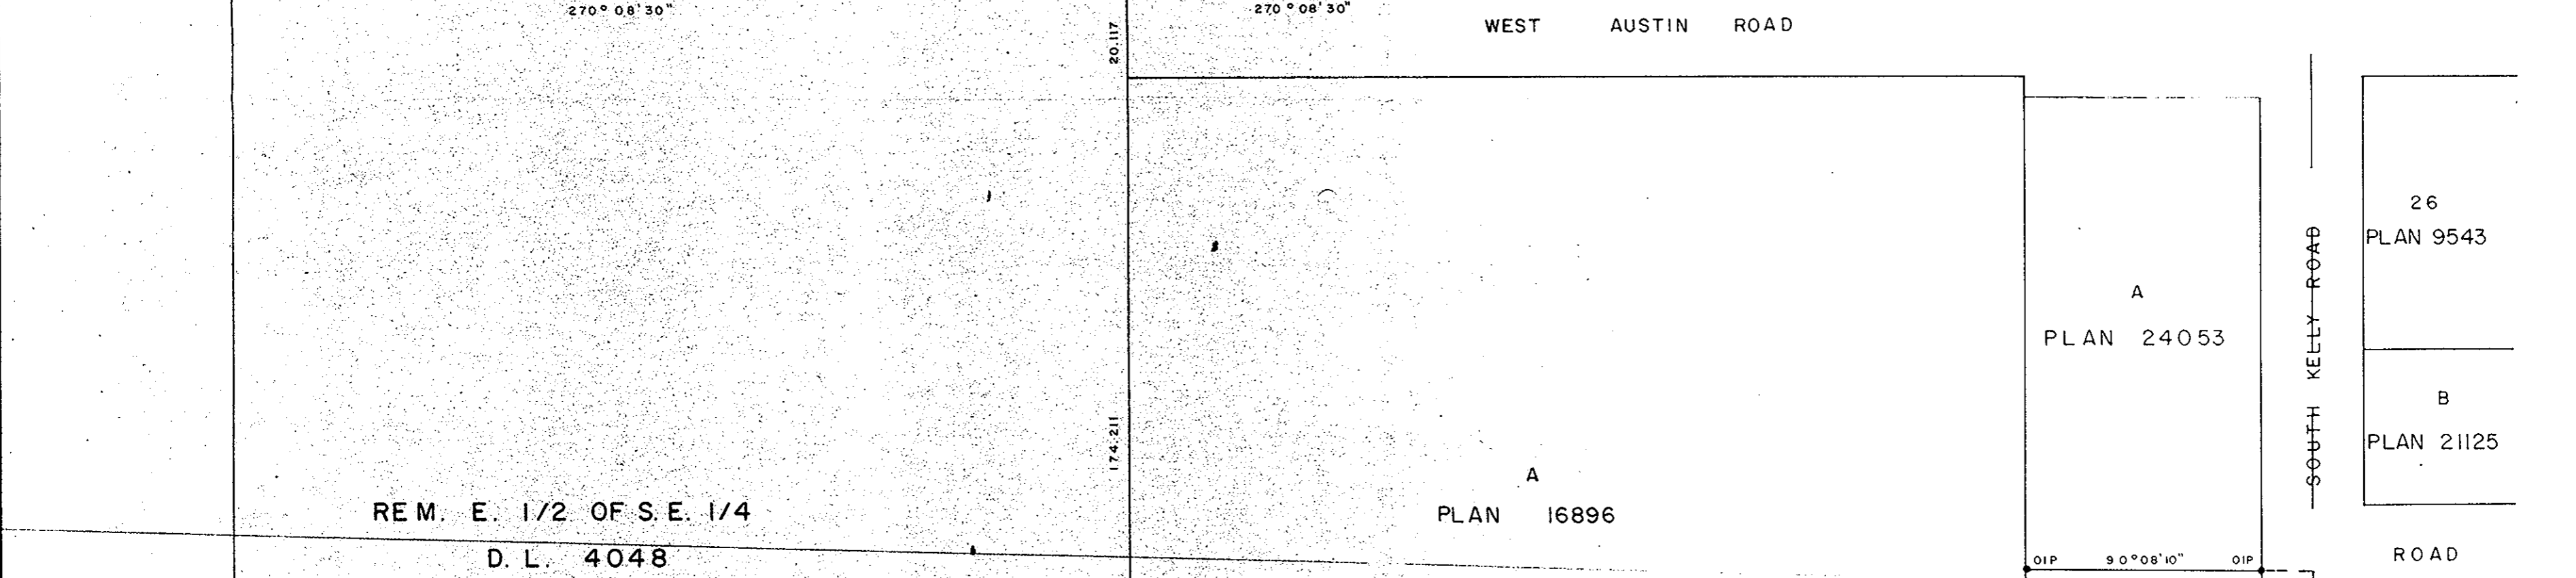 270° 08' 30"
270° 08' 30"
WEST AUSTIN ROAD
20.117
26
PLAN 9543
A
PLAN 24053
SOUTH KELLY ROAD
B
PLAN 21125
174.211
A
PLAN 16896
REM. E. 1/2 OF S.E. 1/4
D. L. 4048
OIP 90°08'10" OIP
ROAD